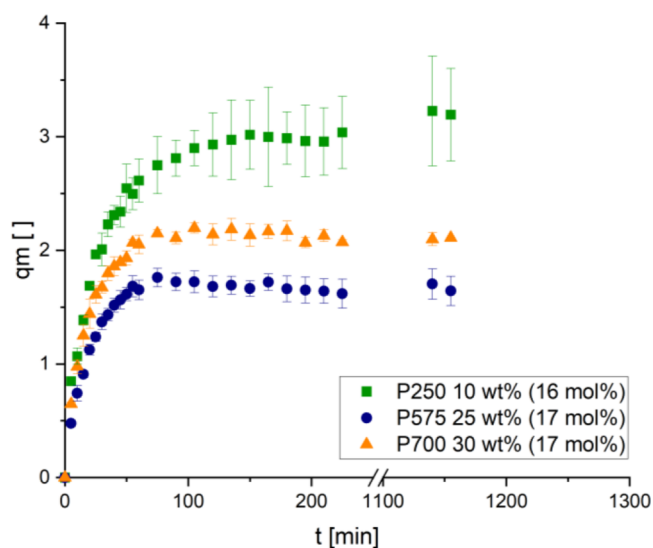 4
3
qm [ ]
2
1
P250 10 wt% (16 mol%)
P575 25 wt% (17 mol%)
P700 30 wt% (17 mol%)
0
0 100 200 1100 1200 1300
t [min]